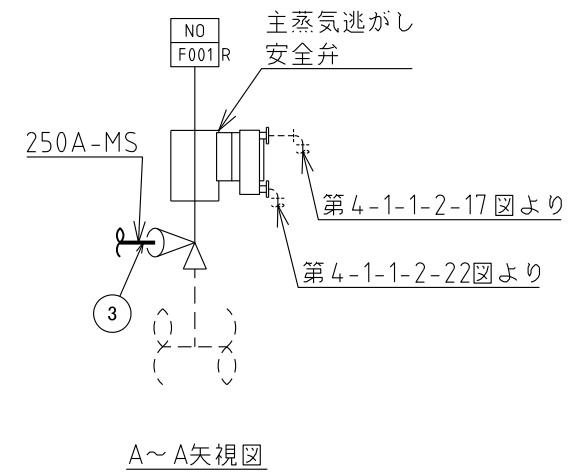 NO
F001 R
主蒸気逃がし
安全弁
250A-MS
第4-1-1-2-17図より
第4-1-1-2-22図より
3
A~A矢視図